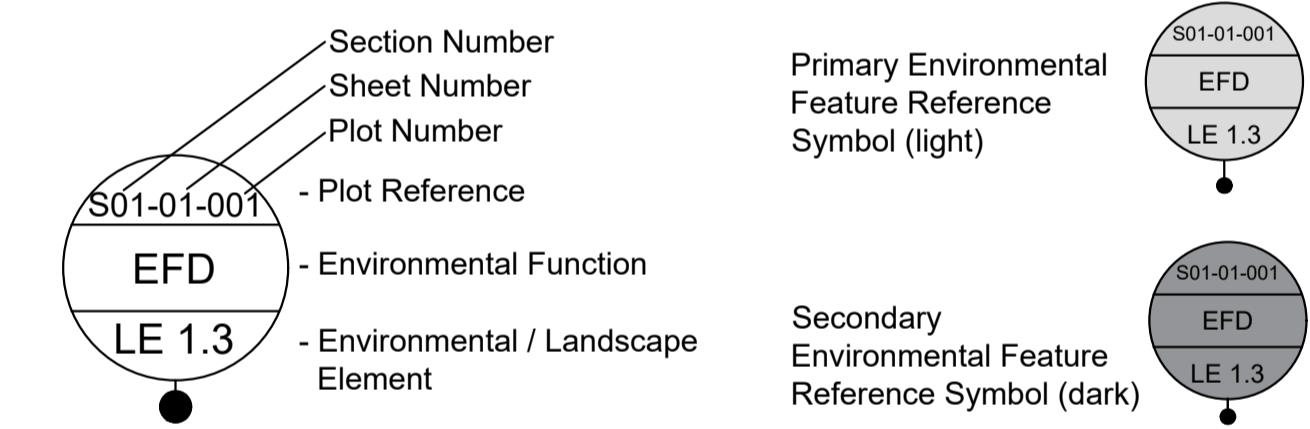 Section Number
Sheet Number
Plot Number
S01-01-001
- Plot Reference
EFD
- Environmental Function
LE 1.3
- Environmental / Landscape
Element
Primary Environmental
Feature Reference
Symbol (light)
S01-01-001
EFD
LE 1.3
Secondary
Environmental Feature
Reference Symbol (dark)
S01-01-001
EFD
LE 1.3